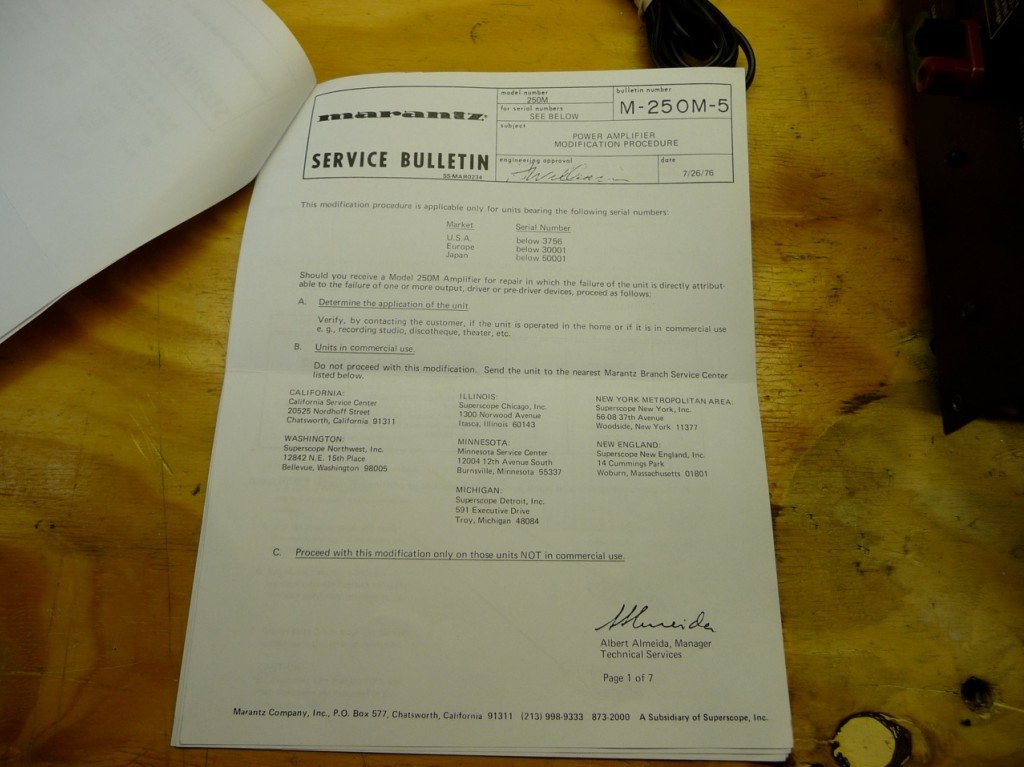 marantz®
SERVICE BULLETIN
SS-MAR0234
model number
250M
for serial numbers
SEE BELOW
bulletin number
M-250M-5
subject
POWER AMPLIFIER
MODIFICATION PROCEDURE
engineering approval
date
7/26/76
This modification procedure is applicable only for units bearing the following serial numbers:
Market Serial Number
U.S.A. below 3756
Europe below 30001
Japan below 50001
Should you receive a Model 250M Amplifier for repair in which the failure of the unit is directly attribut-
able to the failure of one or more output, driver or pre-driver devices, proceed as follows:
A. Determine the application of the unit.
Verify, by contacting the customer, if the unit is operated in the home or if it is in commercial use
e. g., recording studio, discotheque, theater, etc.
B. Units in commercial use.
Do not proceed with this modification. Send the unit to the nearest Marantz Branch Service Center
listed below.
CALIFORNIA:
California Service Center
20525 Nordhoff Street
Chatsworth, California 91311
WASHINGTON:
Superscope Northwest, Inc.
12842 N.E. 15th Place
Bellevue, Washington 98005
ILLINOIS:
Superscope Chicago, Inc.
1300 Norwood Avenue
Itasca, Illinois 60143
MINNESOTA:
Minnesota Service Center
12004 12th Avenue South
Burnsville, Minnesota 55337
MICHIGAN:
Superscope Detroit, Inc.
591 Executive Drive
Troy, Michigan 48084
NEW YORK METROPOLITAN AREA:
Superscope New York, Inc.
56-08 37th Avenue
Woodside, New York 11377
NEW ENGLAND:
Superscope New England, Inc.
14 Cummings Park
Woburn, Massachusetts 01801
C. Proceed with this modification only on those units NOT in commercial use.
Albert Almeida, Manager
Technical Services
Page 1 of 7
Marantz Company, Inc., P.O. Box 577, Chatsworth, California 91311 (213) 998-9333 873-2000 A Subsidiary of Superscope, Inc.